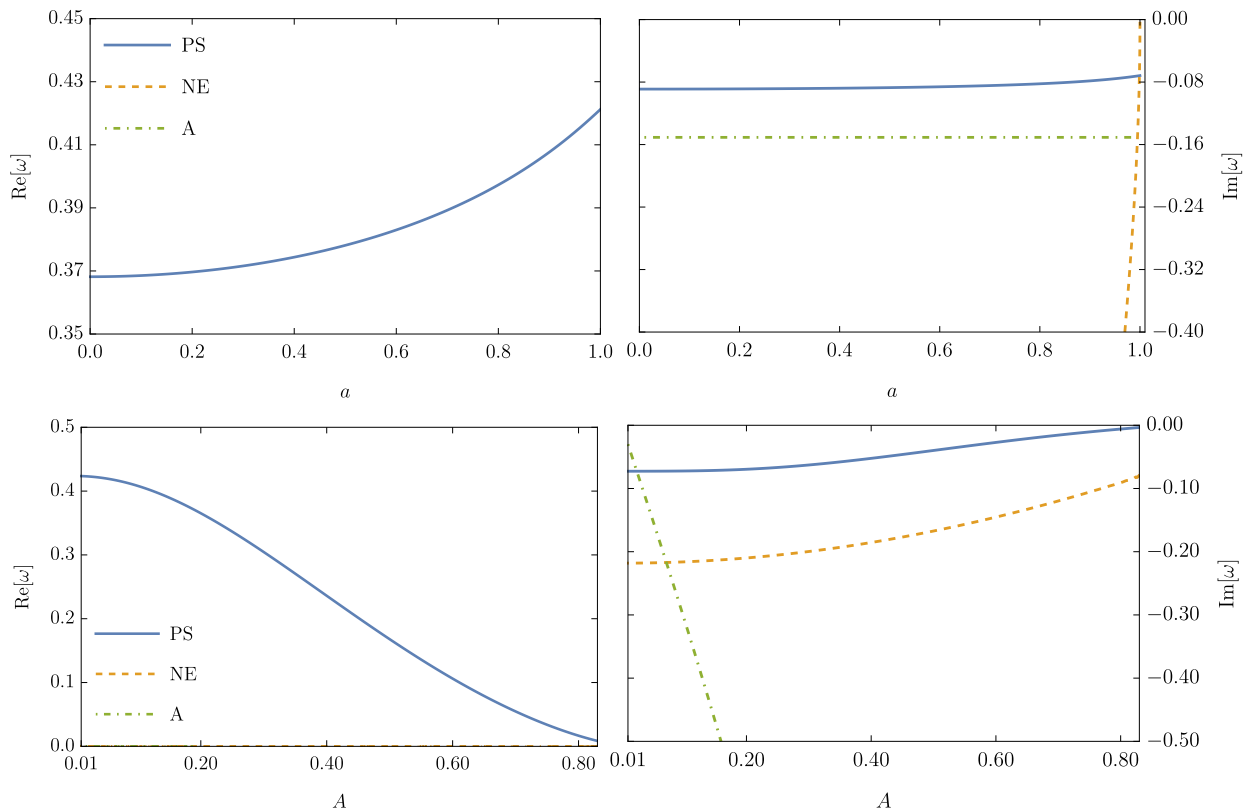 0.45
0.43
0.41
0.39
0.37
0.35
Re[ω]
PS
NE
A
0.0 0.2 0.4 0.6 0.8 1.0
a
0.00
−0.08
−0.16
−0.24
−0.32
−0.40
Im[ω]
0.0 0.2 0.4 0.6 0.8 1.0
a
0.5
0.4
0.3
0.2
0.1
0.0
Re[ω]
PS
NE
A
0.01 0.20 0.40 0.60 0.80
A
0.00
−0.10
−0.20
−0.30
−0.40
−0.50
Im[ω]
0.01 0.20 0.40 0.60 0.80
A